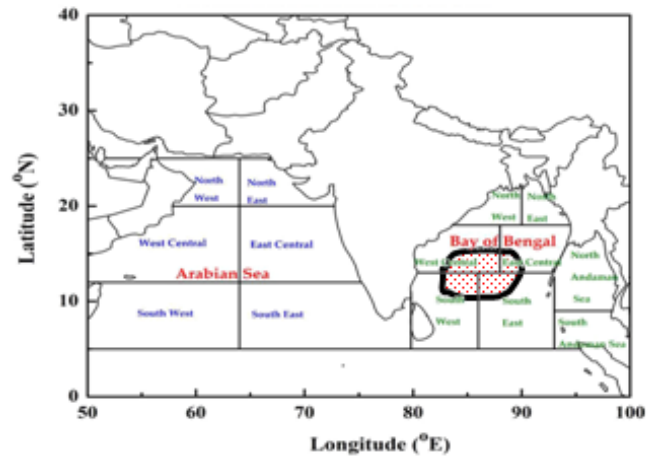 40
30
20
10
0
50
60
70
80
90
100
Latitude (°N)
Longitude (°E)
North
West
North
East
West Central
East Central
Arabian Sea
South West
South East
North
West
North
East
Bay of Bengal
West Central
East Central
South
West
South
East
North
Andaman
Sea
South
Andaman Sea